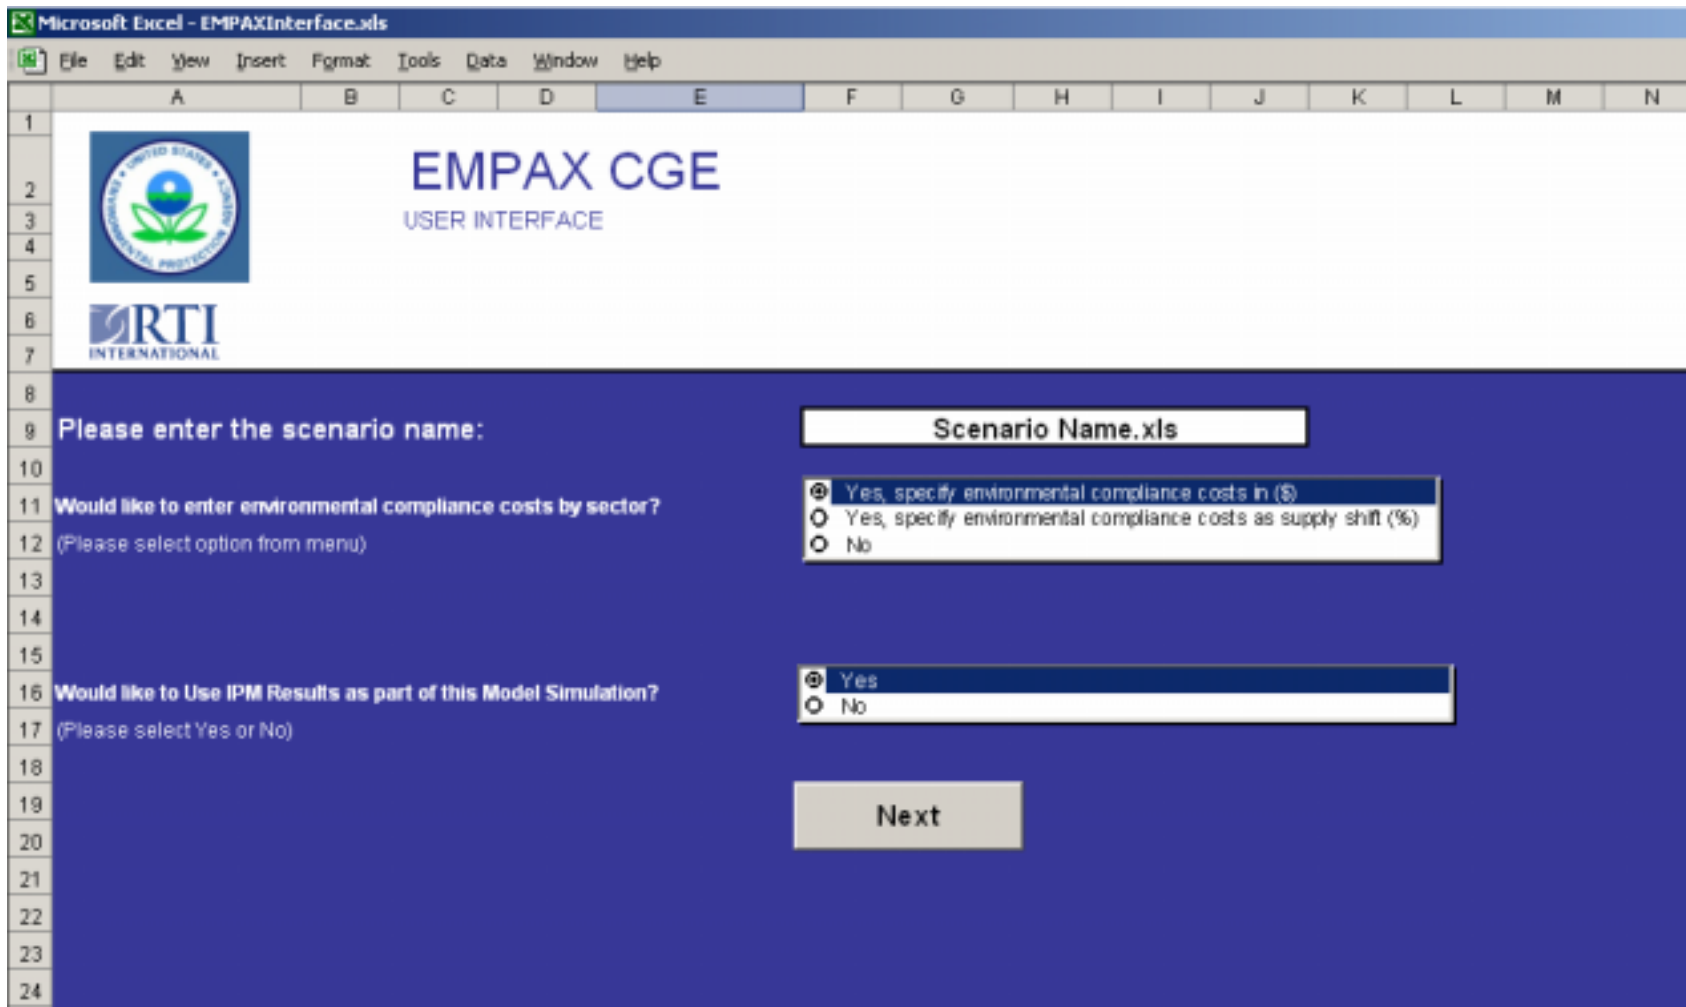 Microsoft Excel - EMPAXInterface.xls
File Edit View Insert Format Tools Data Window Help
A B C D E F G H I J K L M N
1
2
3
4
5
6
7
8
9
10
11
12
13
14
15
16
17
18
19
20
21
22
23
24
UNITED STATES
ENVIRONMENTAL PROTECTION AGENCY
EMPAX CGE
USER INTERFACE
RTI
INTERNATIONAL
Please enter the scenario name:
Scenario Name.xls
Would like to enter environmental compliance costs by sector?
(Please select option from menu)
Yes, specify environmental compliance costs in ($)
Yes, specify environmental compliance costs as supply shift (%)
No
Would like to Use IPM Results as part of this Model Simulation?
(Please select Yes or No)
Yes
No
Next